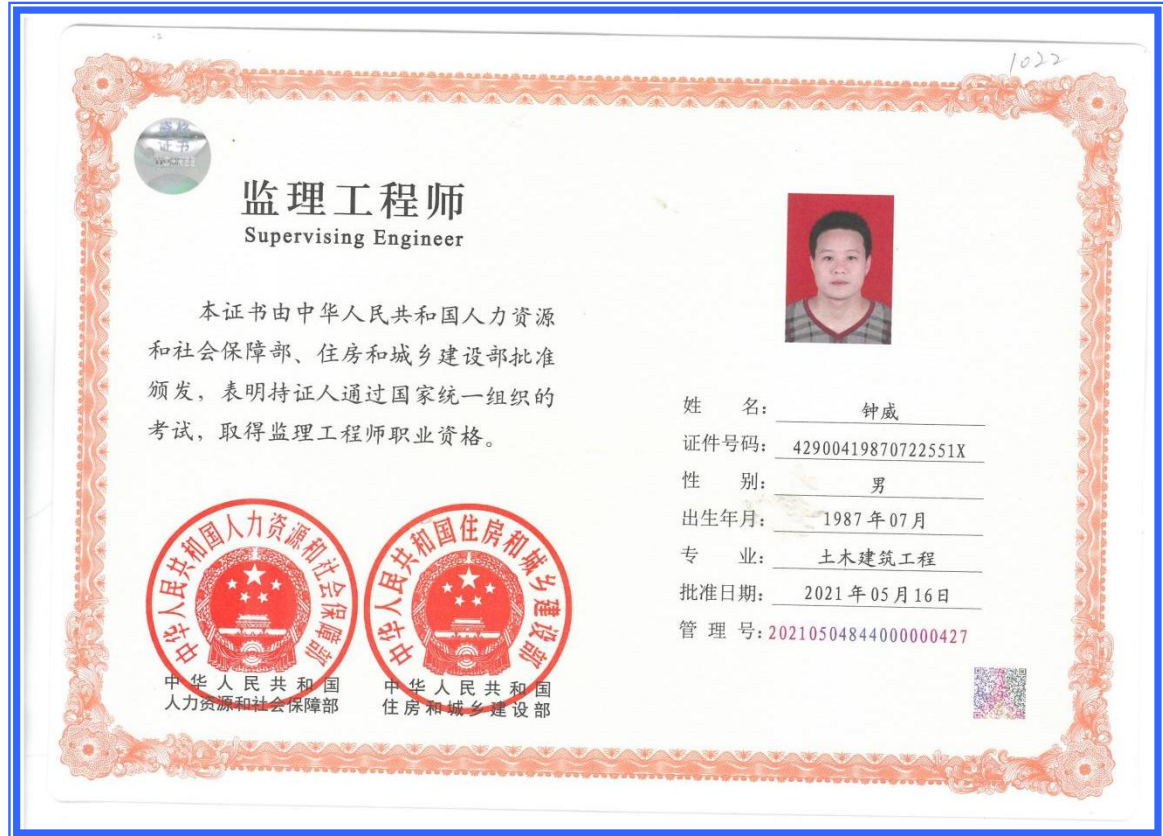 1022
资格
证书
监理工程师
Supervising Engineer
本证书由中华人民共和国人力资源
和社会保障部、住房和城乡建设部批准
颁发，表明持证人通过国家统一组织的
考试，取得监理工程师职业资格。
中华人民共和国人力资源和社会保障部
中华人民共和国住房和城乡建设部
中华人民共和国
人力资源和社会保障部
中华人民共和国
住房和城乡建设部
姓 名：钟威
证件号码：42900419870722551X
性 别：男
出生年月：1987年07月
专 业：土木建筑工程
批准日期：2021年05月16日
管 理 号：20210504844000000427